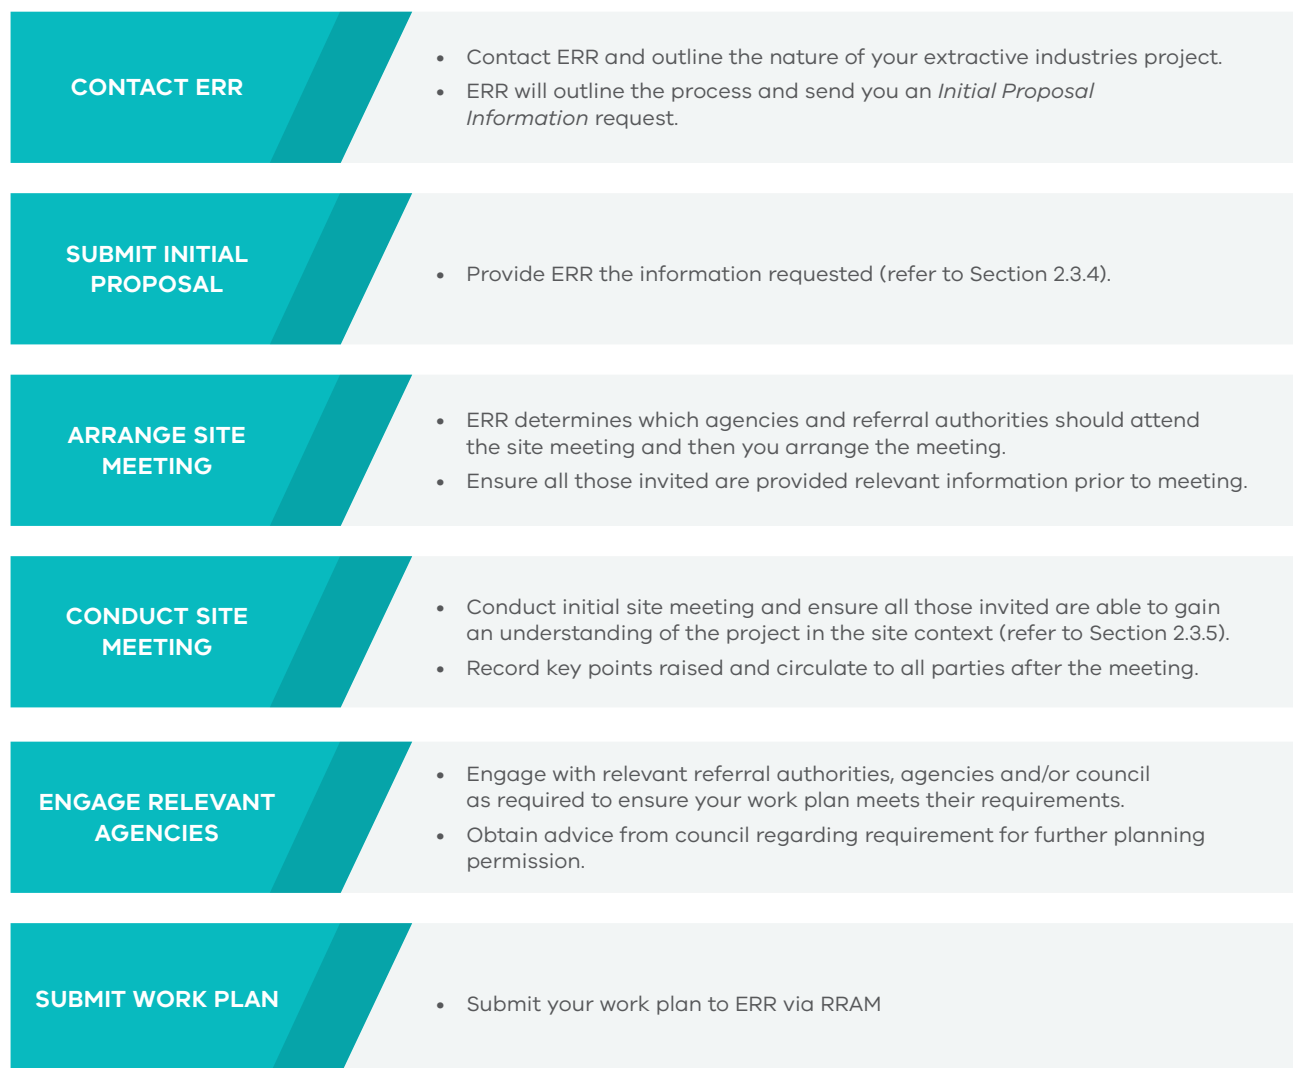 CONTACT ERR
• Contact ERR and outline the nature of your extractive industries project.
• ERR will outline the process and send you an Initial Proposal
Information request.
SUBMIT INITIAL
PROPOSAL
• Provide ERR the information requested (refer to Section 2.3.4).
ARRANGE SITE
MEETING
• ERR determines which agencies and referral authorities should attend
the site meeting and then you arrange the meeting.
• Ensure all those invited are provided relevant information prior to meeting.
CONDUCT SITE
MEETING
• Conduct initial site meeting and ensure all those invited are able to gain
an understanding of the project in the site context (refer to Section 2.3.5).
• Record key points raised and circulate to all parties after the meeting.
ENGAGE RELEVANT
AGENCIES
• Engage with relevant referral authorities, agencies and/or council
as required to ensure your work plan meets their requirements.
• Obtain advice from council regarding requirement for further planning
permission.
SUBMIT WORK PLAN
• Submit your work plan to ERR via RRAM